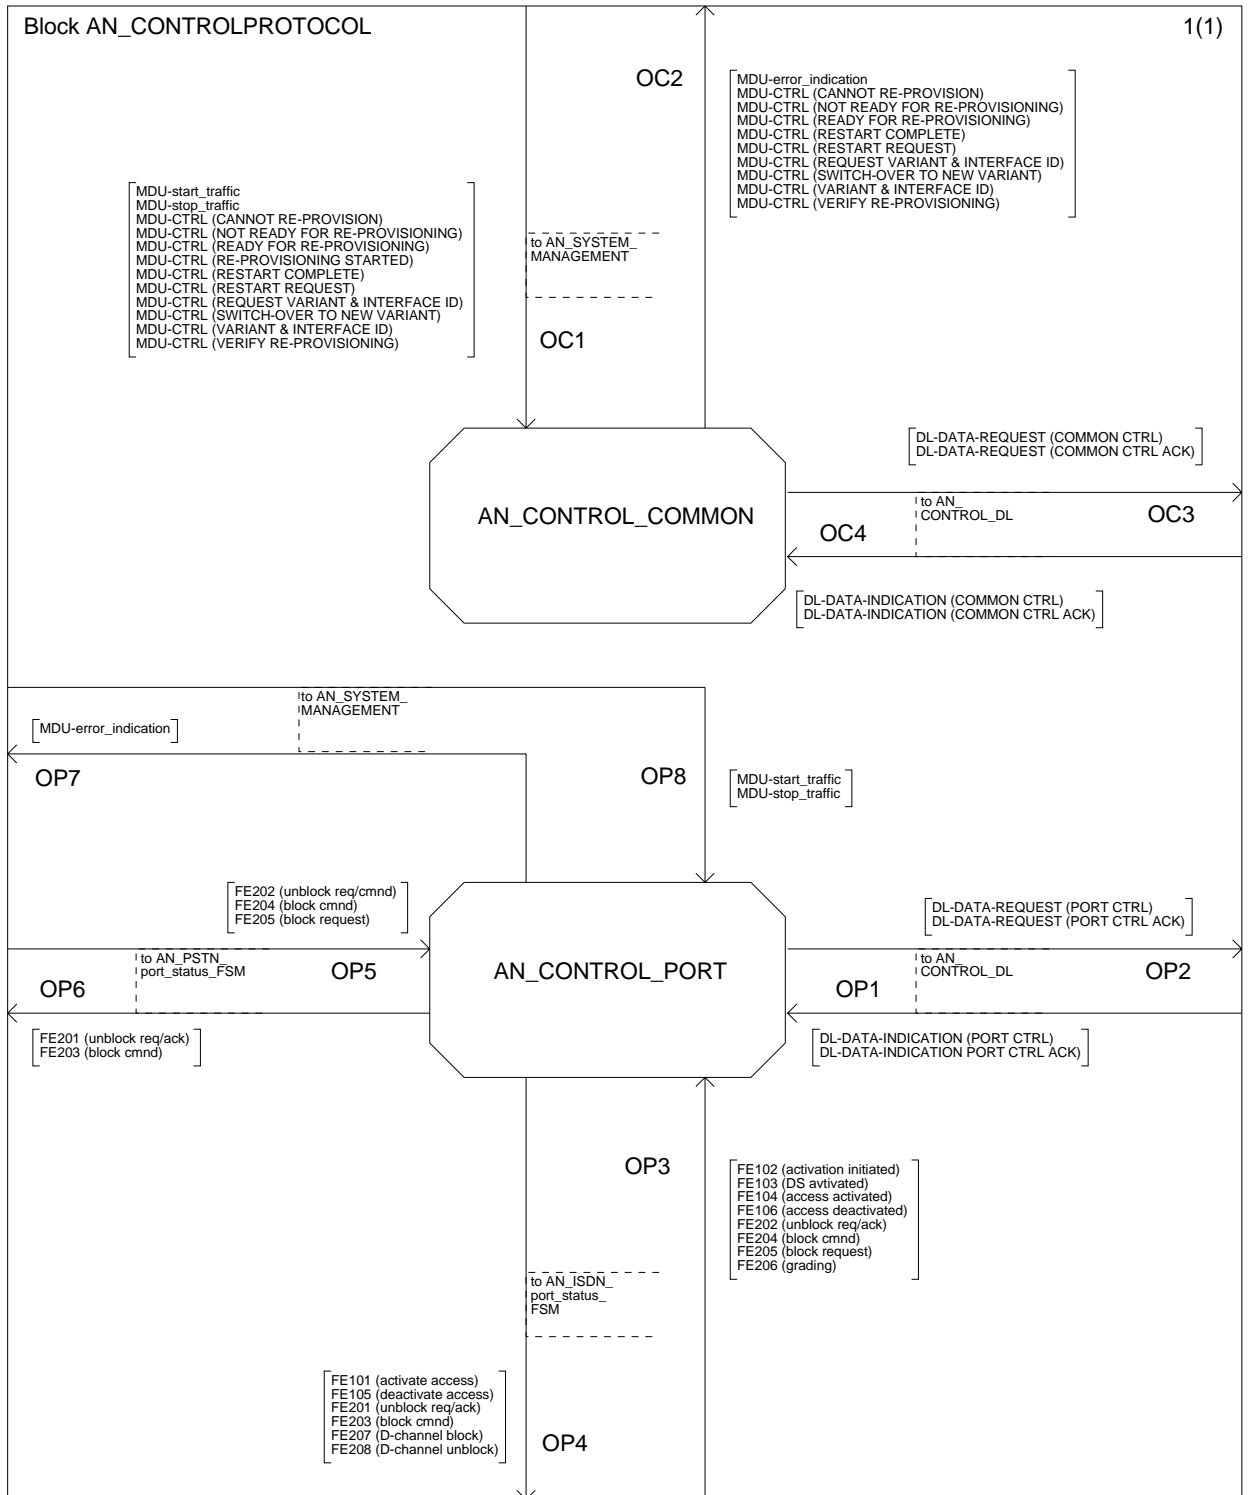 Block AN_CONTROLPROTOCOL
1(1)
OC2
MDU-error_indication
MDU-CTRL (CANNOT RE-PROVISION)
MDU-CTRL (NOT READY FOR RE-PROVISIONING)
MDU-CTRL (READY FOR RE-PROVISIONING)
MDU-CTRL (RESTART COMPLETE)
MDU-CTRL (RESTART REQUEST)
MDU-CTRL (REQUEST VARIANT & INTERFACE ID)
MDU-CTRL (SWITCH-OVER TO NEW VARIANT)
MDU-CTRL (VARIANT & INTERFACE ID)
MDU-CTRL (VERIFY RE-PROVISIONING)
MDU-start_traffic
MDU-stop_traffic
MDU-CTRL (CANNOT RE-PROVISION)
MDU-CTRL (NOT READY FOR RE-PROVISIONING)
MDU-CTRL (READY FOR RE-PROVISIONING)
MDU-CTRL (RE-PROVISIONING STARTED)
MDU-CTRL (RESTART COMPLETE)
MDU-CTRL (RESTART REQUEST)
MDU-CTRL (REQUEST VARIANT & INTERFACE ID)
MDU-CTRL (SWITCH-OVER TO NEW VARIANT)
MDU-CTRL (VARIANT & INTERFACE ID)
MDU-CTRL (VERIFY RE-PROVISIONING)
to AN_SYSTEM_
MANAGEMENT
OC1
AN_CONTROL_COMMON
DL-DATA-REQUEST (COMMON CTRL)
DL-DATA-REQUEST (COMMON CTRL ACK)
to AN_
CONTROL_DL
OC3
OC4
DL-DATA-INDICATION (COMMON CTRL)
DL-DATA-INDICATION (COMMON CTRL ACK)
to AN_SYSTEM_
MANAGEMENT
MDU-error_indication
OP7
OP8
MDU-start_traffic
MDU-stop_traffic
FE202 (unblock req/cmnd)
FE204 (block cmnd)
FE205 (block request)
to AN_PSTN_
port_status_FSM
OP5
OP6
FE201 (unblock req/ack)
FE203 (block cmnd)
AN_CONTROL_PORT
DL-DATA-REQUEST (PORT CTRL)
DL-DATA-REQUEST (PORT CTRL ACK)
to AN_
CONTROL_DL
OP2
OP1
DL-DATA-INDICATION (PORT CTRL)
DL-DATA-INDICATION PORT CTRL ACK)
OP3
FE102 (activation initiated)
FE103 (DS avtivated)
FE104 (access activated)
FE106 (access deactivated)
FE202 (unblock req/ack)
FE204 (block cmnd)
FE205 (block request)
FE206 (grading)
to AN_ISDN_
port_status_
FSM
FE101 (activate access)
FE105 (deactivate access)
FE201 (unblock req/ack)
FE203 (block cmnd)
FE207 (D-channel block)
FE208 (D-channel unblock)
OP4